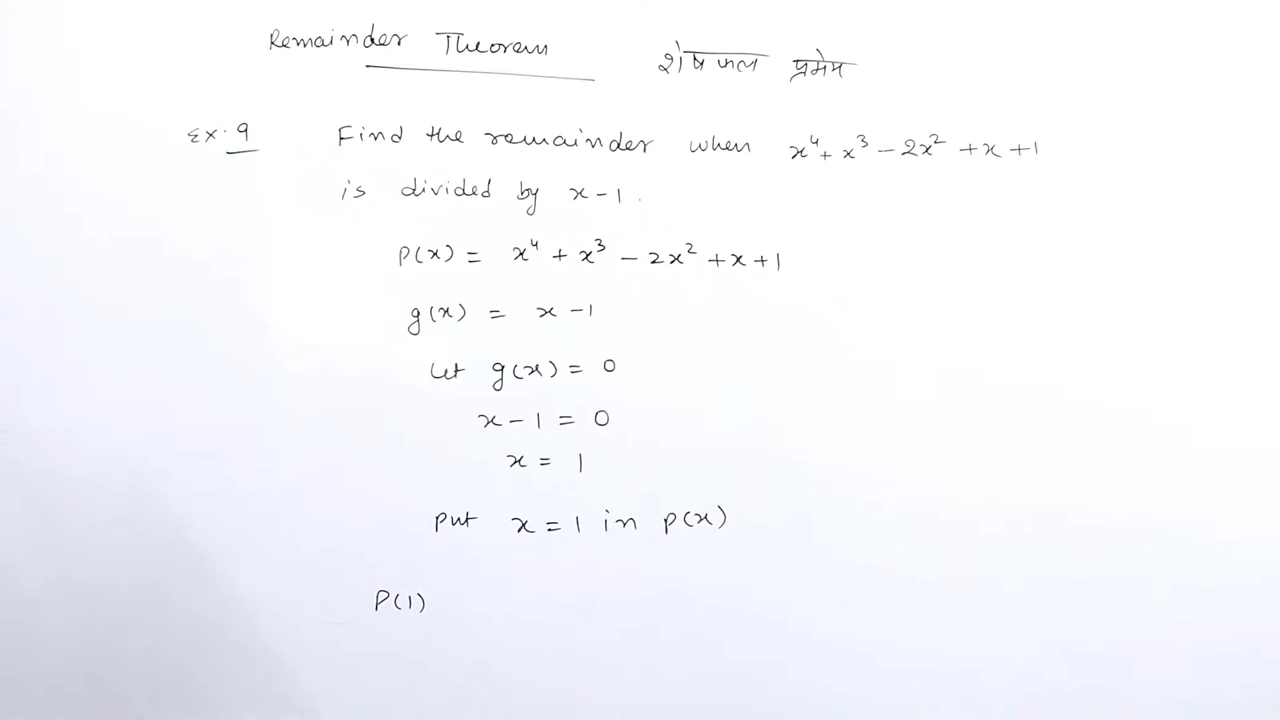 Remainder Theorem शेषफल प्रमेय
Ex. 9 Find the remainder when x⁴ + x³ − 2x² + x + 1
is divided by x − 1.
P(x) = x⁴ + x³ − 2x² + x + 1
g(x) = x − 1
Let g(x) = 0
x − 1 = 0
x = 1
put x = 1 in p(x)
P(1)